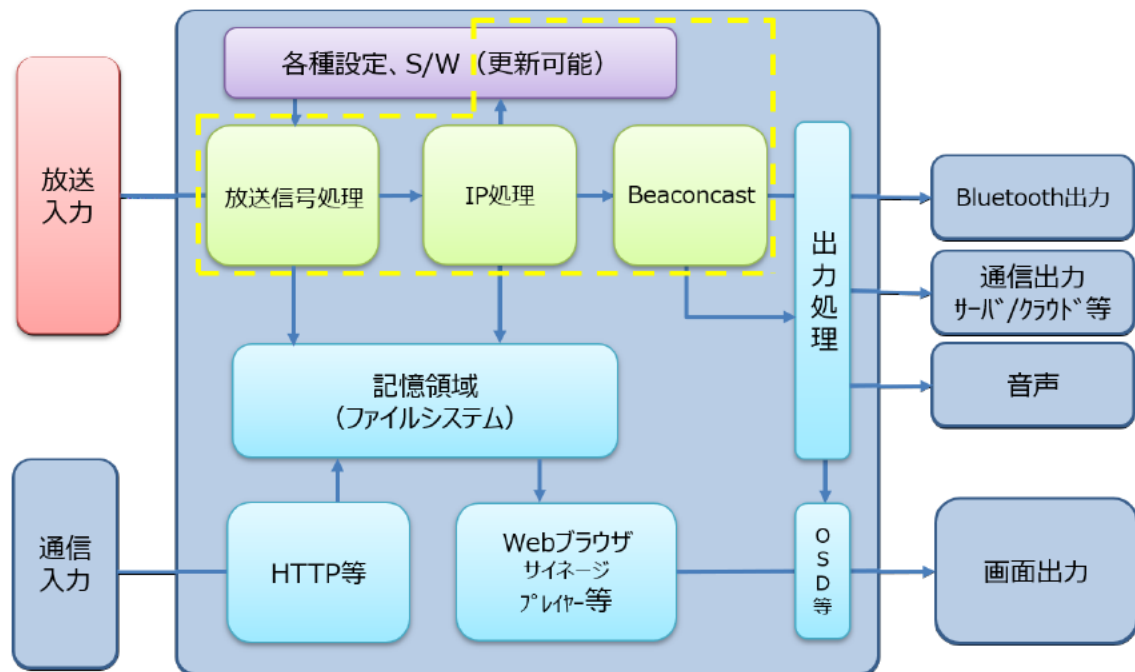 各種設定、S/W（更新可能）
放送
入力
放送信号処理
IP処理
Beaconcast
出力処理
Bluetooth出力
通信出力
ｻｰﾊﾞ/ｸﾗｳﾄﾞ等
音声
記憶領域
（ファイルシステム）
通信
入力
HTTP等
Webブラウザ
サイネージ
ﾌﾟﾚｲﾔｰ等
OSD等
画面出力